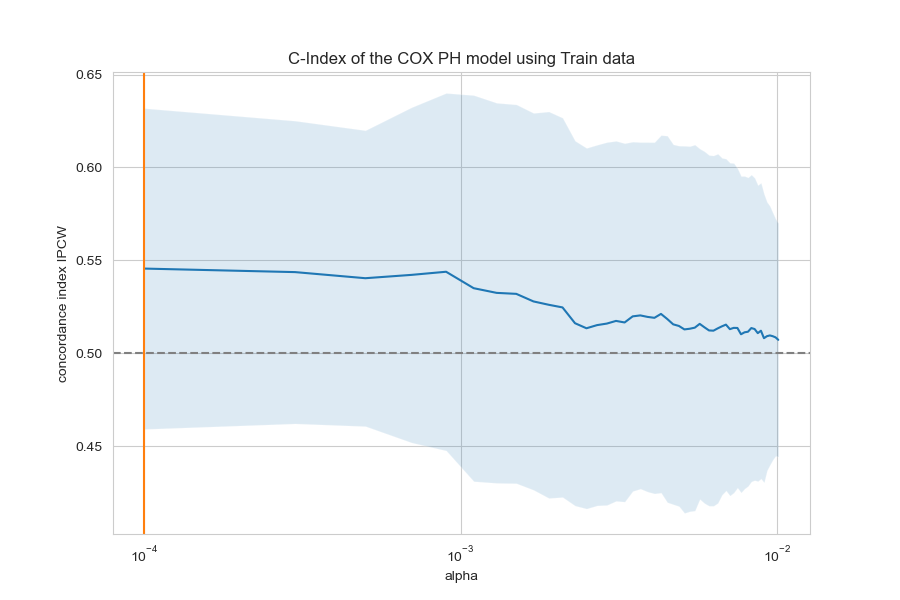 C-Index of the COX PH model using Train data
0.65
0.60
0.55
0.50
0.45
concordance index IPCW
10⁻⁴
10⁻³
10⁻²
alpha